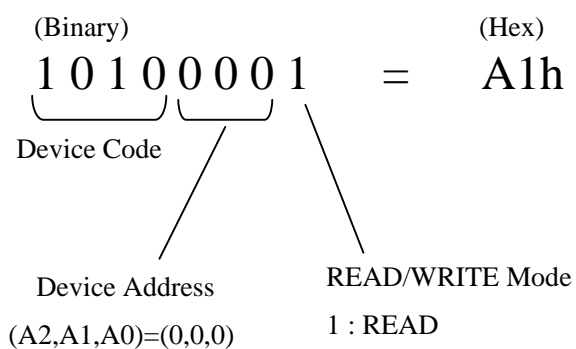 (Binary) (Hex)
1 0 1 0 0 0 0 1 = A1h
Device Code
Device Address READ/WRITE Mode
(A2,A1,A0)=(0,0,0) 1 : READ